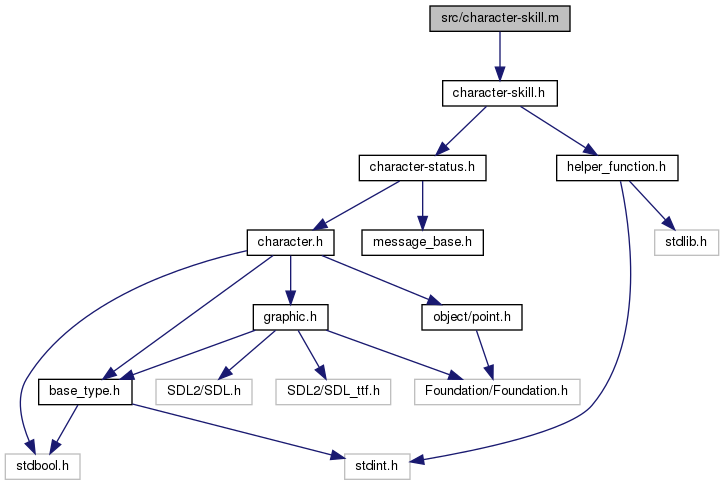 src/character-skill.m
character-skill.h
character-status.h
helper_function.h
character.h
message_base.h
stdlib.h
graphic.h
object/point.h
base_type.h
SDL2/SDL.h
SDL2/SDL_ttf.h
Foundation/Foundation.h
stdbool.h
stdint.h